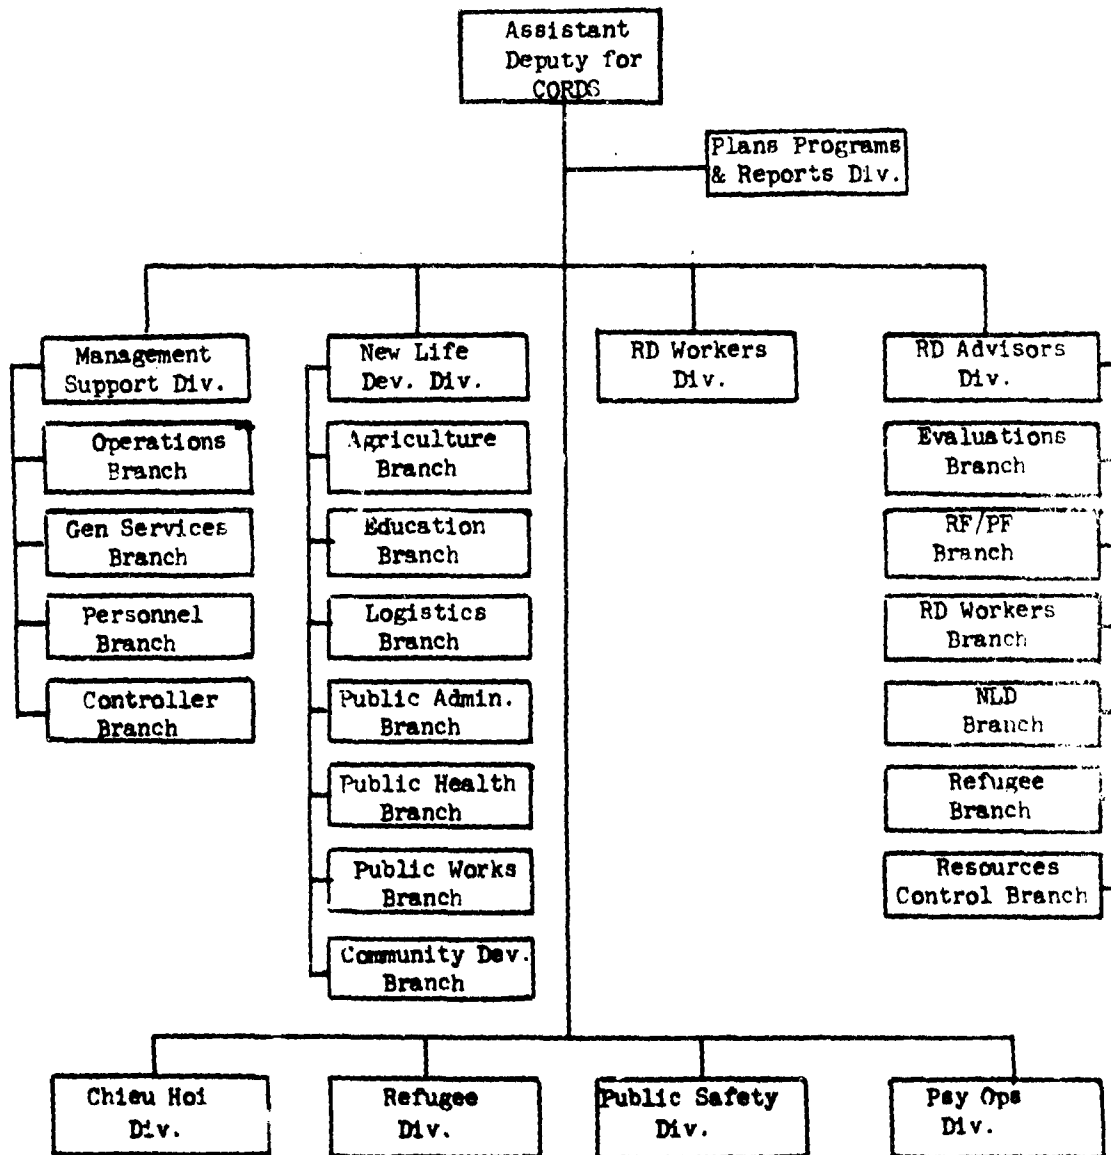 Assistant
Deputy for
CORDS
Plans Programs
& Reports Div.
Management
Support Div.
Operations
Branch
Gen Services
Branch
Personnel
Branch
Controller
Branch
New Life
Dev. Div.
Agriculture
Branch
Education
Branch
Logistics
Branch
Public Admin.
Branch
Public Health
Branch
Public Works
Branch
Community Dev.
Branch
RD Workers
Div.
RD Advisors
Div.
Evaluations
Branch
RF/PF
Branch
RD Workers
Branch
NLD
Branch
Refugee
Branch
Resources
Control Branch
Chieu Hoi
Div.
Refugee
Div.
Public Safety
Div.
Psy Ops
Div.